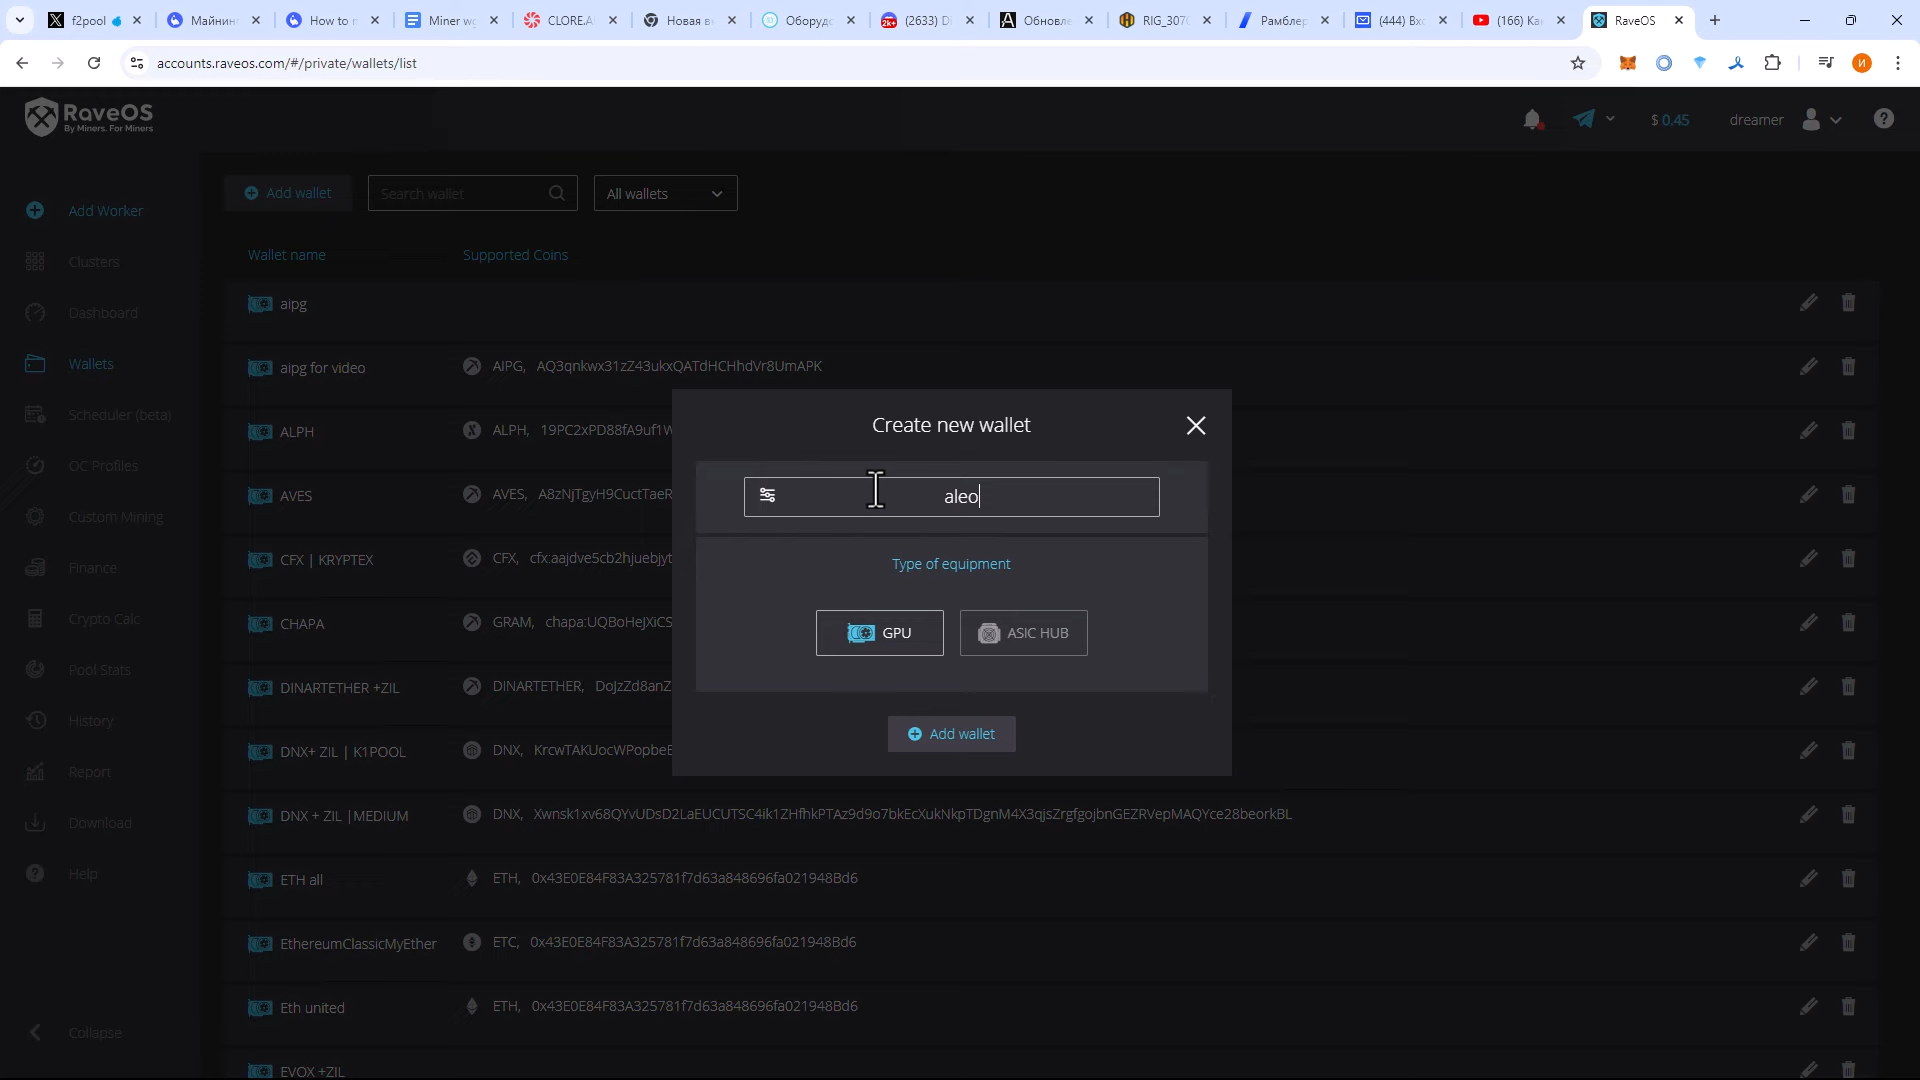 f2pool
Майнинг
How to m
Miner wo
CLORE.A
Новая в
Оборудо
(2633) D
Обновле
RIG_307
Рамблер
(444) Вх
(166) Ка
RaveOS
accounts.raveos.com/#/private/wallets/list
И
RaveOS
By Miners. For Miners
$ 0.45
dreamer
Add wallet
Search wallet
All wallets
Add Worker
Clusters
Dashboard
Wallets
Scheduler (beta)
OC Profiles
Custom Mining
Finance
Crypto Calc
Pool Stats
History
Report
Download
Help
Collapse
Wallet name
Supported Coins
aipg
aipg for video
AIPG, AQ3qnkwx31zZ43ukxQATdHCHhdVr8UmAPK
ALPH
ALPH, 19PC2xPD88fA9uf1W
AVES
AVES, A8zNjTgyH9CuctTaeR
CFX | KRYPTEX
CFX, cfx:aajdve5cb2hjuebjyt
CHAPA
GRAM, chapa:UQBoHeJXiCS
DINARTETHER +ZIL
DINARTETHER, DoJzZd8anZ
DNX+ ZIL | K1POOL
DNX, KrcwTAKUocWPopbeE
DNX + ZIL |MEDIUM
DNX, Xwnsk1xv68QYvUDsD2LaEUCUTSC4ik1ZHfhkPTAz9d9o7bkEcXukNkpTDgnM4X3qjsZrgfgojbnGEZRVepMAQYce28beorkBL
ETH all
ETH, 0x43E0E84F83A325781f7d63a848696fa021948Bd6
EthereumClassicMyEther
ETC, 0x43E0E84F83A325781f7d63a848696fa021948Bd6
Eth united
ETH, 0x43E0E84F83A325781f7d63a848696fa021948Bd6
EVOX +ZIL
Create new wallet
aleo
Type of equipment
GPU
ASIC HUB
Add wallet